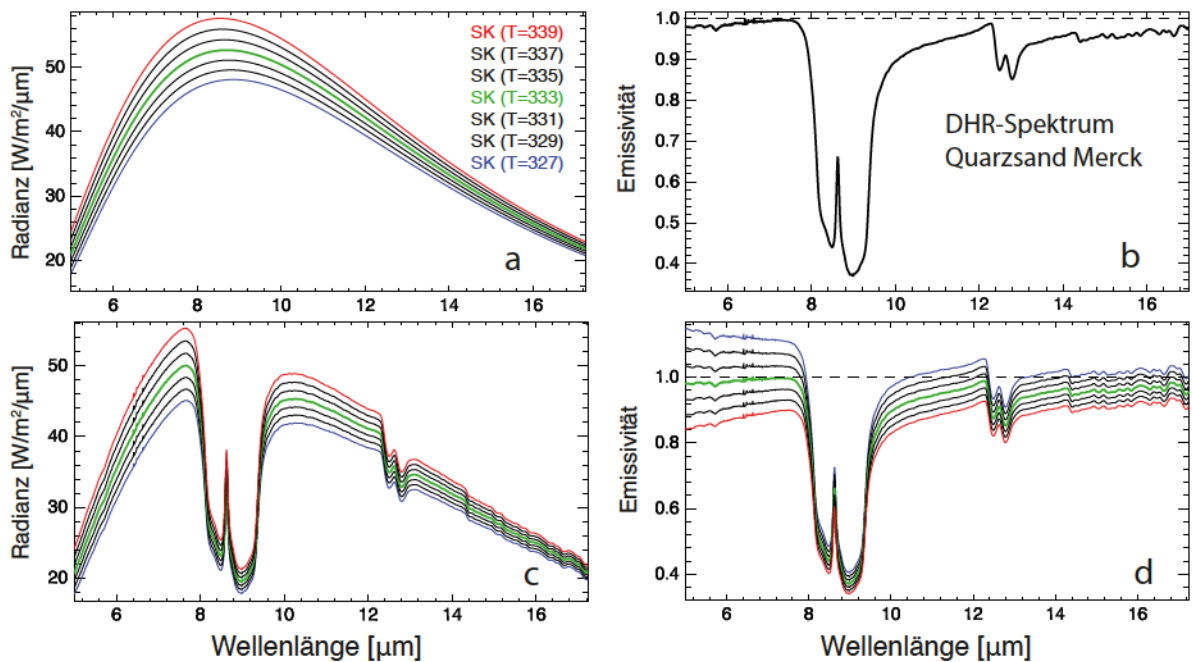 Radianz [W/m²/µm]
50
40
30
20
SK (T=339)
SK (T=337)
SK (T=335)
SK (T=333)
SK (T=331)
SK (T=329)
SK (T=327)
a
6 8 10 12 14 16
Emissivität
1.0
0.9
0.8
0.7
0.6
0.5
0.4
DHR-Spektrum
Quarzsand Merck
b
6 8 10 12 14 16
Radianz [W/m²/µm]
50
40
30
20
c
6 8 10 12 14 16
Wellenlänge [µm]
Emissivität
1.0
0.8
0.6
0.4
d
6 8 10 12 14 16
Wellenlänge [µm]